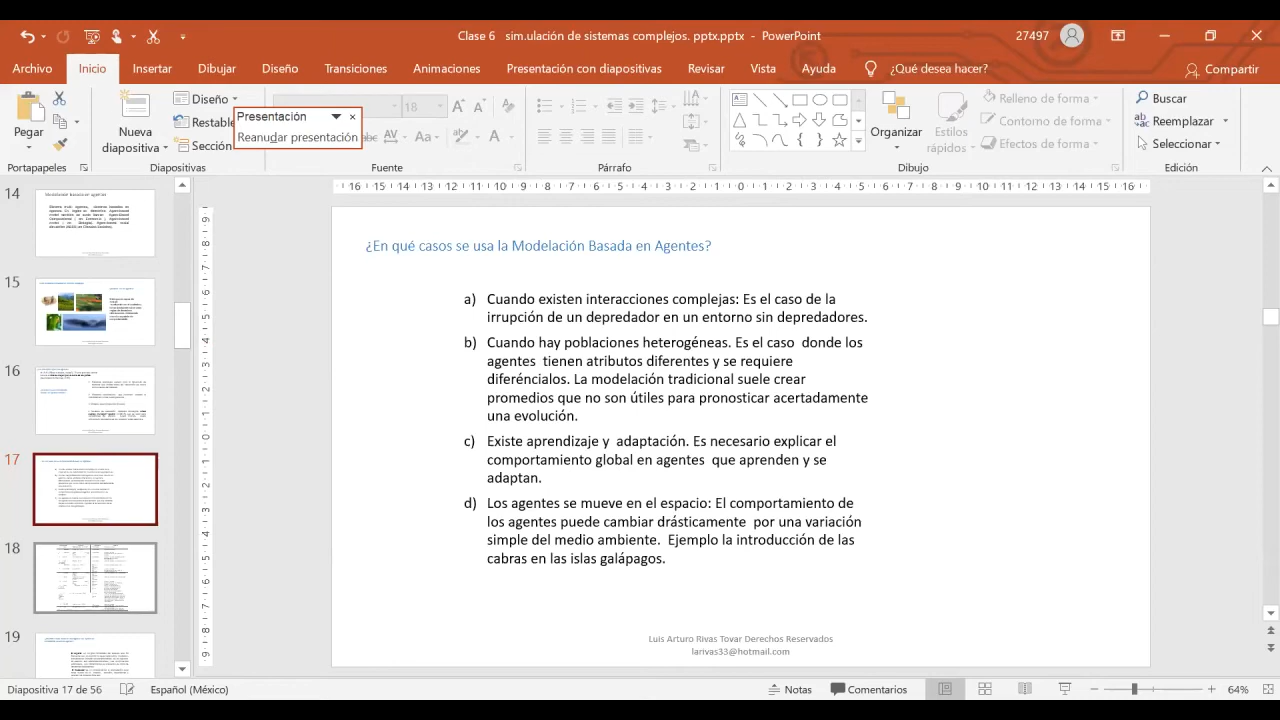 Clase 6 sim.ulación de sistemas complejos. pptx.pptx - PowerPoint
27497
Archivo Inicio Insertar Dibujar Diseño Transiciones Animaciones Presentación con diapositivas Revisar Vista Ayuda ¿Qué desea hacer? Compartir
Pegar
Nueva diapositiva
Diseño
Restable
Sección
Presentación
Reanudar presentación
18
Organizar
Estilos rápidos
Relleno de forma
Contorno de forma
Efectos de forma
Buscar
Reemplazar
Seleccionar
Portapapeles Diapositivas Fuente Párrafo Dibujo Edición
14
15
16
17
18
19
¿En qué casos se usa la Modelación Basada en Agentes?
a) Cuando existen interacciones complejas. Es el caso de la
irrupción de un depredador en un entorno sin depredadores.
b) Cuando hay poblaciones heterogéneas. Es el caso donde los
agentes tienen atributos diferentes y se requiere
diferéncialos. La modelación tradicional suele crear
promedios que no son útiles para pronosticar acertadamente
una evolución.
c) Existe aprendizaje y adaptación. Es necesario explicar el
comportamiento global en agentes que aprenden y se
adaptan.
d) Los agentes se mueve en el espacio: El comportamiento de
los agentes puede cambiar drásticamente por una variación
simple del medio ambiente. Ejemplo la introducción de las
cabras en las islas galápagos.
Luis Arturo Rivas Tovar Derechos Reservados
larivas33@hotmail.com
Diapositiva 17 de 56 Español (México) Notas Comentarios 64%